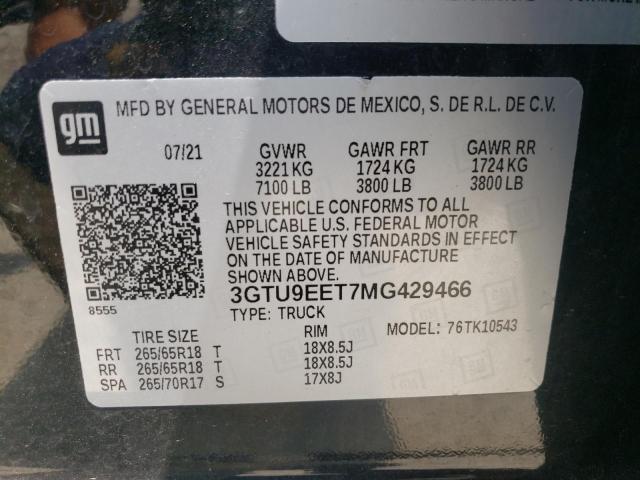 gm
MFD BY GENERAL MOTORS DE MEXICO, S. DE R.L. DE C.V.
07/21 GVWR GAWR FRT GAWR RR
3221 KG 1724 KG 1724 KG
7100 LB 3800 LB 3800 LB
THIS VEHICLE CONFORMS TO ALL
APPLICABLE U.S. FEDERAL MOTOR
VEHICLE SAFETY STANDARDS IN EFFECT
ON THE DATE OF MANUFACTURE
SHOWN ABOVE.
8555
3GTU9EET7MG429466
TYPE: TRUCK MODEL: 76TK10543
TIRE SIZE RIM
FRT 265/65R18 T 18X8.5J
RR 265/65R18 T 18X8.5J
SPA 265/70R17 S 17X8J